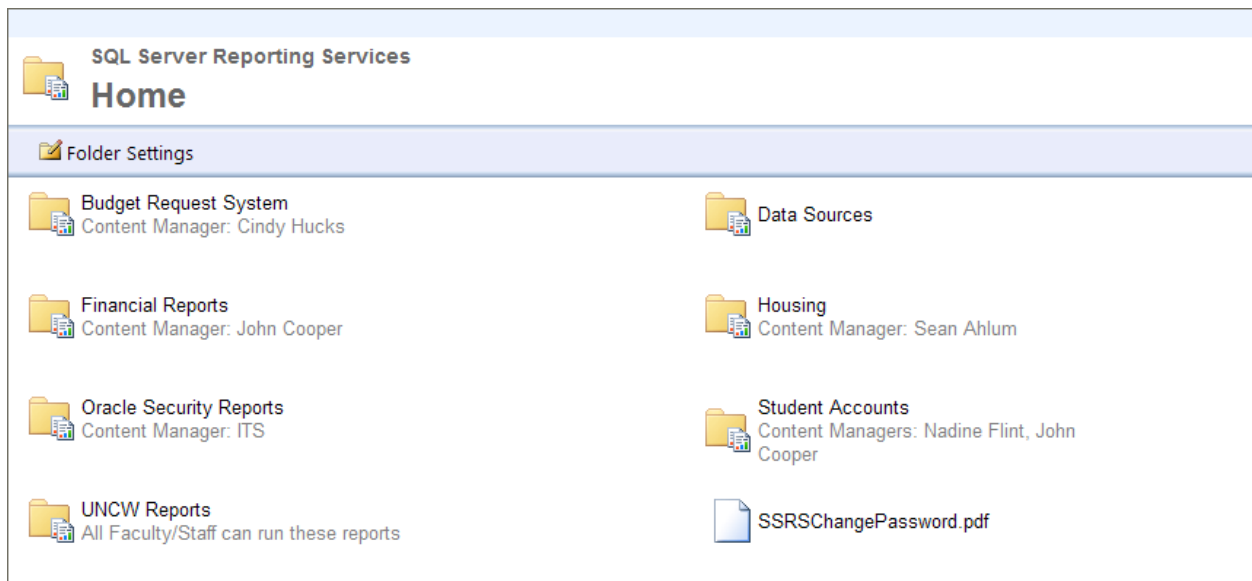 SQL Server Reporting Services
Home
Folder Settings
Budget Request System
Content Manager: Cindy Hucks
Data Sources
Financial Reports
Content Manager: John Cooper
Housing
Content Manager: Sean Ahlum
Oracle Security Reports
Content Manager: ITS
Student Accounts
Content Managers: Nadine Flint, John
Cooper
UNCW Reports
All Faculty/Staff can run these reports
SSRSChangePassword.pdf